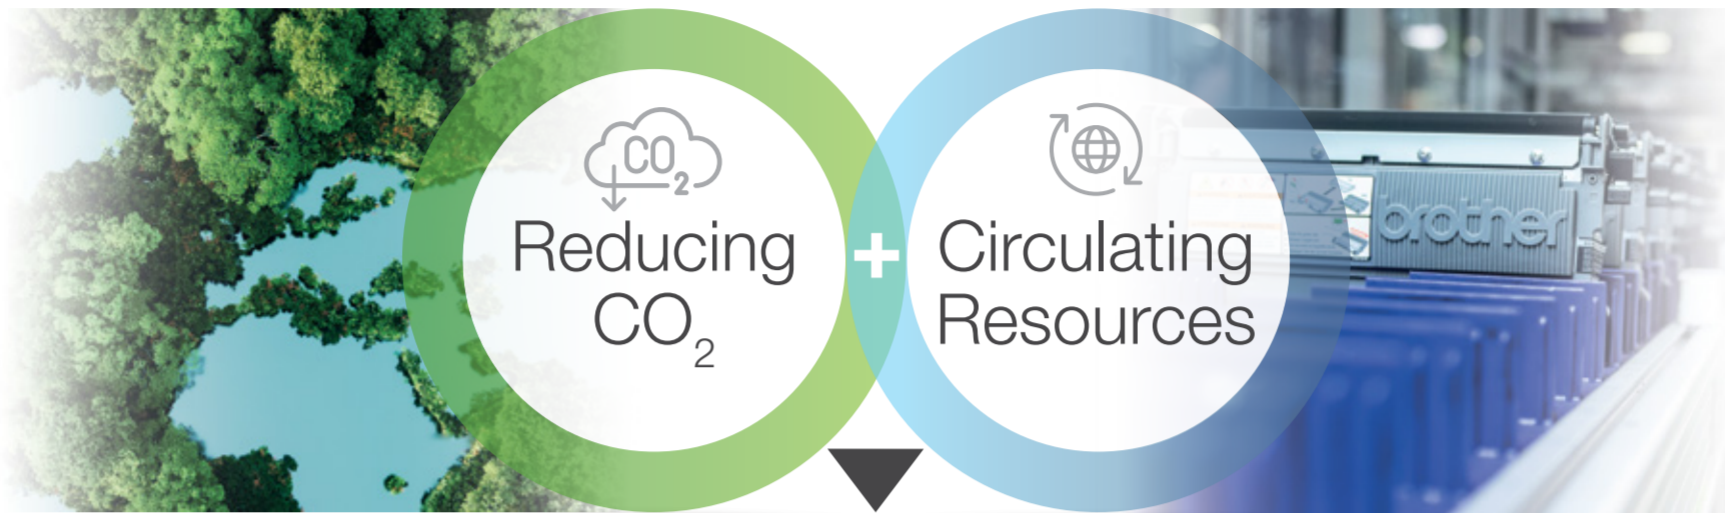 CO₂
Reducing
CO₂
+
Circulating
Resources
brother